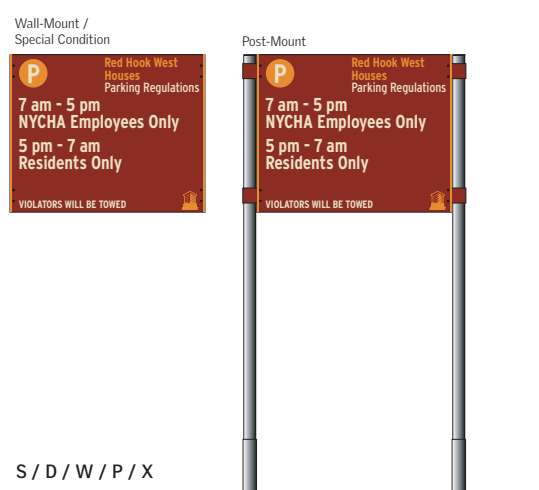 Wall-Mount /
Special Condition
P
Red Hook West
Houses
Parking Regulations
7 am - 5 pm
NYCHA Employees Only
5 pm - 7 am
Residents Only
VIOLATORS WILL BE TOWED
Post-Mount
P
Red Hook West
Houses
Parking Regulations
7 am - 5 pm
NYCHA Employees Only
5 pm - 7 am
Residents Only
VIOLATORS WILL BE TOWED
S / D / W / P / X